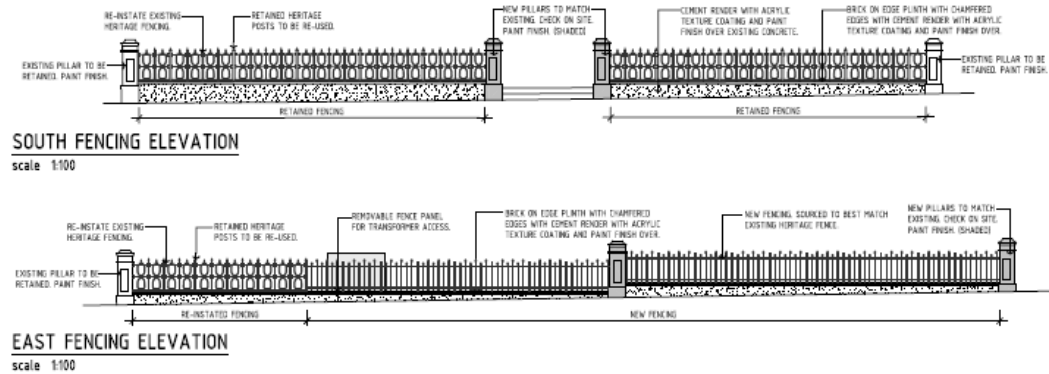 RE-INSTATE EXISTING
HERITAGE FENCING.
RETAINED HERITAGE
POSTS TO BE RE-USED.
NEW PILLARS TO MATCH
EXISTING. CHECK ON SITE.
PAINT FINISH. (SHADED)
CEMENT RENDER WITH ACRYLIC
TEXTURE COATING AND PAINT
FINISH OVER EXISTING CONCRETE.
BRICK ON EDGE PLINTH WITH CHAMFERED
EDGES WITH CEMENT RENDER WITH ACRYLIC
TEXTURE COATING AND PAINT FINISH OVER.
EXISTING PILLAR TO BE
RETAINED. PAINT FINISH.
EXISTING PILLAR TO BE
RETAINED. PAINT FINISH.
RETAINED FENCING
RETAINED FENCING
SOUTH FENCING ELEVATION
scale 1:100
RE-INSTATE EXISTING
HERITAGE FENCING.
RETAINED HERITAGE
POSTS TO BE RE-USED.
REMOVABLE FENCE PANEL
FOR TRANSFORMER ACCESS.
BRICK ON EDGE PLINTH WITH CHAMFERED
EDGES WITH CEMENT RENDER WITH ACRYLIC
TEXTURE COATING AND PAINT FINISH OVER.
NEW FENCING, SOURCED TO BEST MATCH
EXISTING HERITAGE FENCE.
NEW PILLARS TO MATCH
EXISTING. CHECK ON SITE.
PAINT FINISH. (SHADED)
EXISTING PILLAR TO BE
RETAINED. PAINT FINISH.
RE-INSTATED FENCING
NEW FENCING
EAST FENCING ELEVATION
scale 1:100